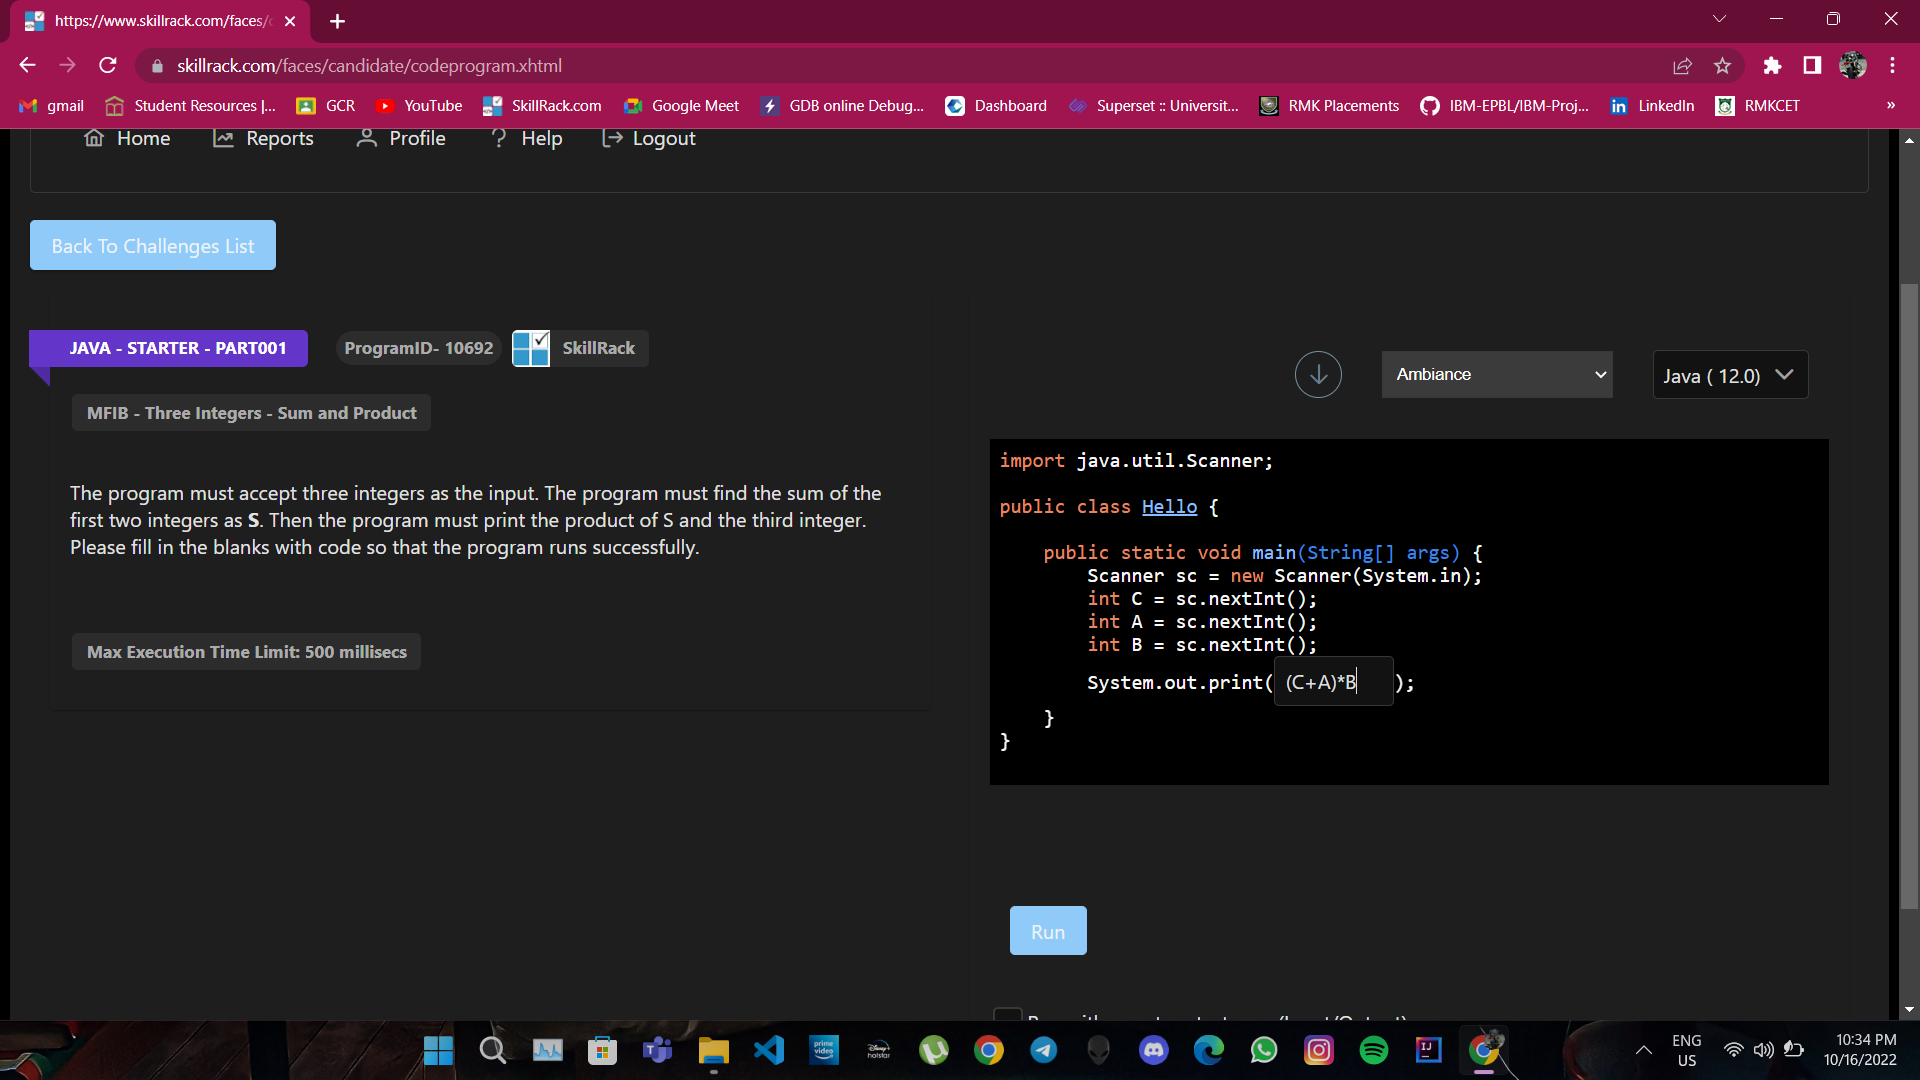 https://www.skillrack.com/faces/c
skillrack.com/faces/candidate/codeprogram.xhtml
gmail Student Resources |... GCR YouTube SkillRack.com Google Meet GDB online Debug... Dashboard Superset :: Universit... RMK Placements IBM-EPBL/IBM-Proj... LinkedIn RMKCET »
Home Reports Profile ? Help Logout
Back To Challenges List
JAVA - STARTER - PART001 ProgramID- 10692 SkillRack
Ambiance Java ( 12.0)
MFIB - Three Integers - Sum and Product
The program must accept three integers as the input. The program must find the sum of the
first two integers as S. Then the program must print the product of S and the third integer.
Please fill in the blanks with code so that the program runs successfully.
Max Execution Time Limit: 500 millisecs
import java.util.Scanner;
public class Hello {
public static void main(String[] args) {
Scanner sc = new Scanner(System.in);
int C = sc.nextInt();
int A = sc.nextInt();
int B = sc.nextInt();
System.out.print( (C+A)*B );
}
}
Run
prime video
hotstar
IJ
ENG
US
10:34 PM
10/16/2022